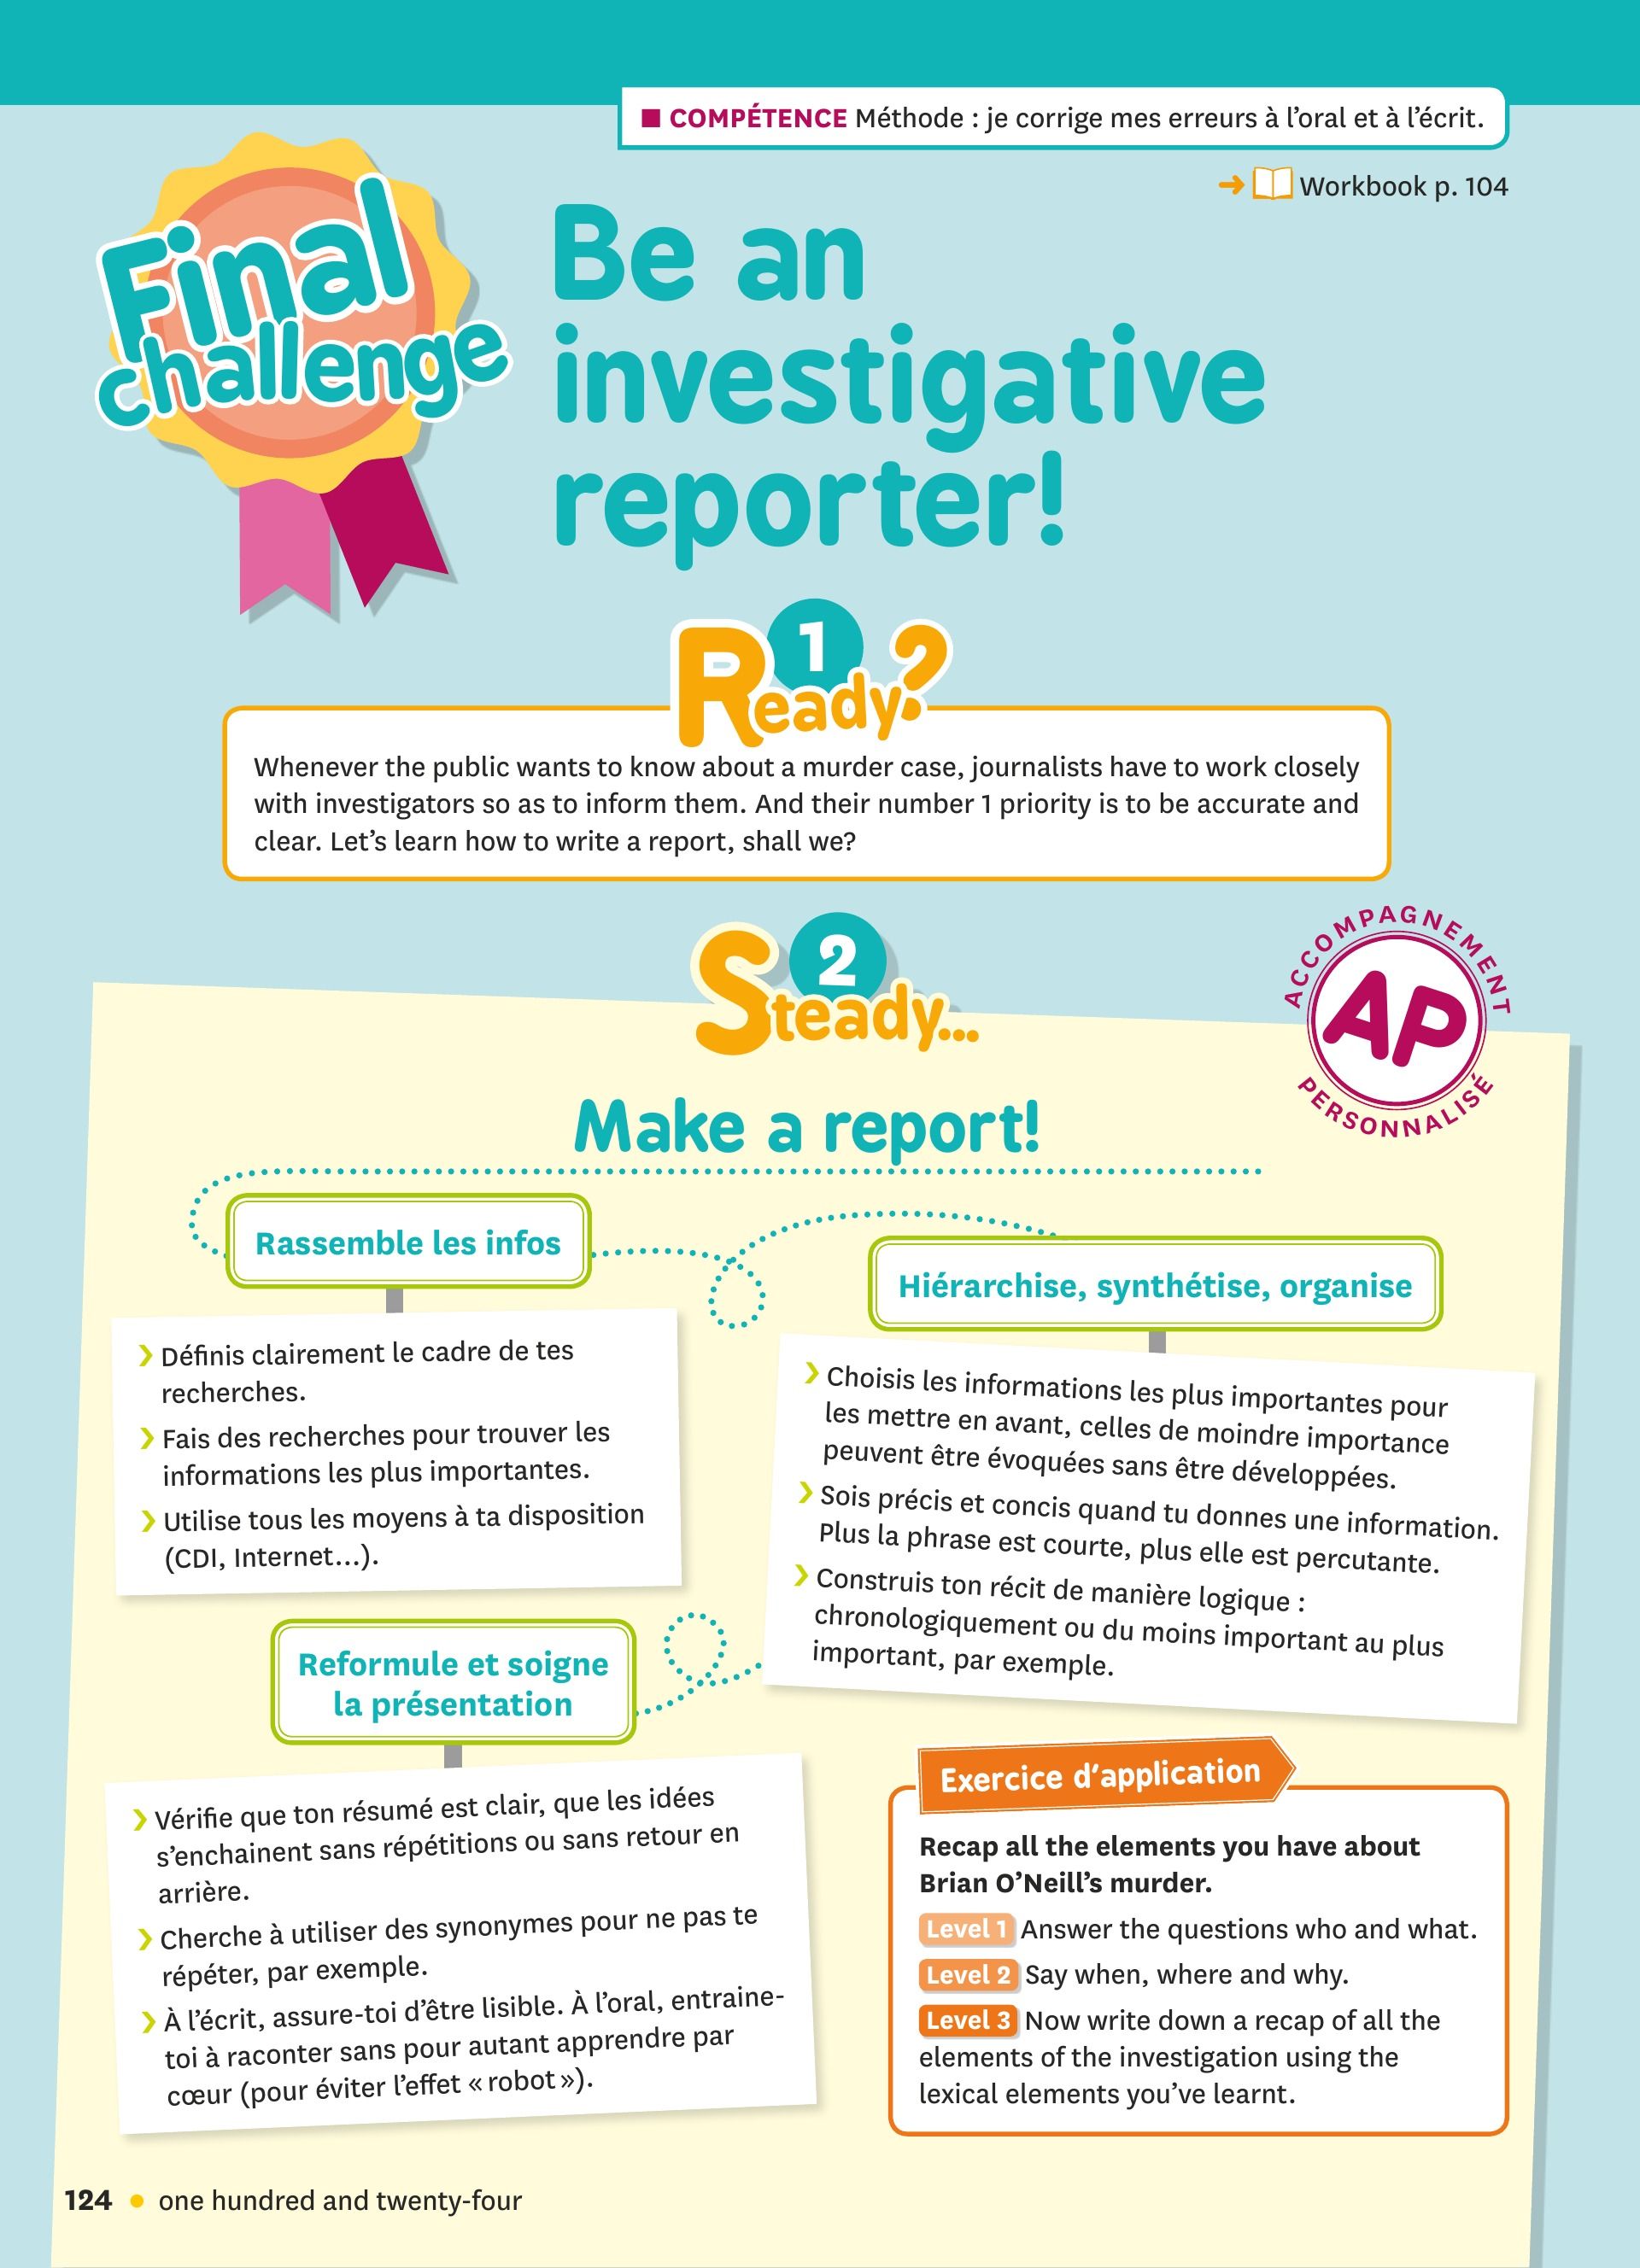 ■ COMPÉTENCE Méthode : je corrige mes erreurs à l'oral et à l'écrit.
➜ Workbook p. 104
Final
challenge
Be an
investigative
reporter!
1
Ready?
Whenever the public wants to know about a murder case, journalists have to work closely
with investigators so as to inform them. And their number 1 priority is to be accurate and
clear. Let's learn how to write a report, shall we?
2
Steady...
ACCOMPAGNEMENT
AP
PERSONNALISÉ
Make a report!
Rassemble les infos
❯ Définis clairement le cadre de tes
recherches.
❯ Fais des recherches pour trouver les
informations les plus importantes.
❯ Utilise tous les moyens à ta disposition
(CDI, Internet...).
Hiérarchise, synthétise, organise
❯ Choisis les informations les plus importantes pour
les mettre en avant, celles de moindre importance
peuvent être évoquées sans être développées.
❯ Sois précis et concis quand tu donnes une information.
Plus la phrase est courte, plus elle est percutante.
❯ Construis ton récit de manière logique :
chronologiquement ou du moins important au plus
important, par exemple.
Reformule et soigne
la présentation
❯ Vérifie que ton résumé est clair, que les idées
s'enchainent sans répétitions ou sans retour en
arrière.
❯ Cherche à utiliser des synonymes pour ne pas te
répéter, par exemple.
❯ À l'écrit, assure-toi d'être lisible. À l'oral, entraine-
toi à raconter sans pour autant apprendre par
cœur (pour éviter l'effet « robot »).
Exercice d'application
Recap all the elements you have about
Brian O'Neill's murder.
Level 1 Answer the questions who and what.
Level 2 Say when, where and why.
Level 3 Now write down a recap of all the
elements of the investigation using the
lexical elements you've learnt.
124 • one hundred and twenty-four